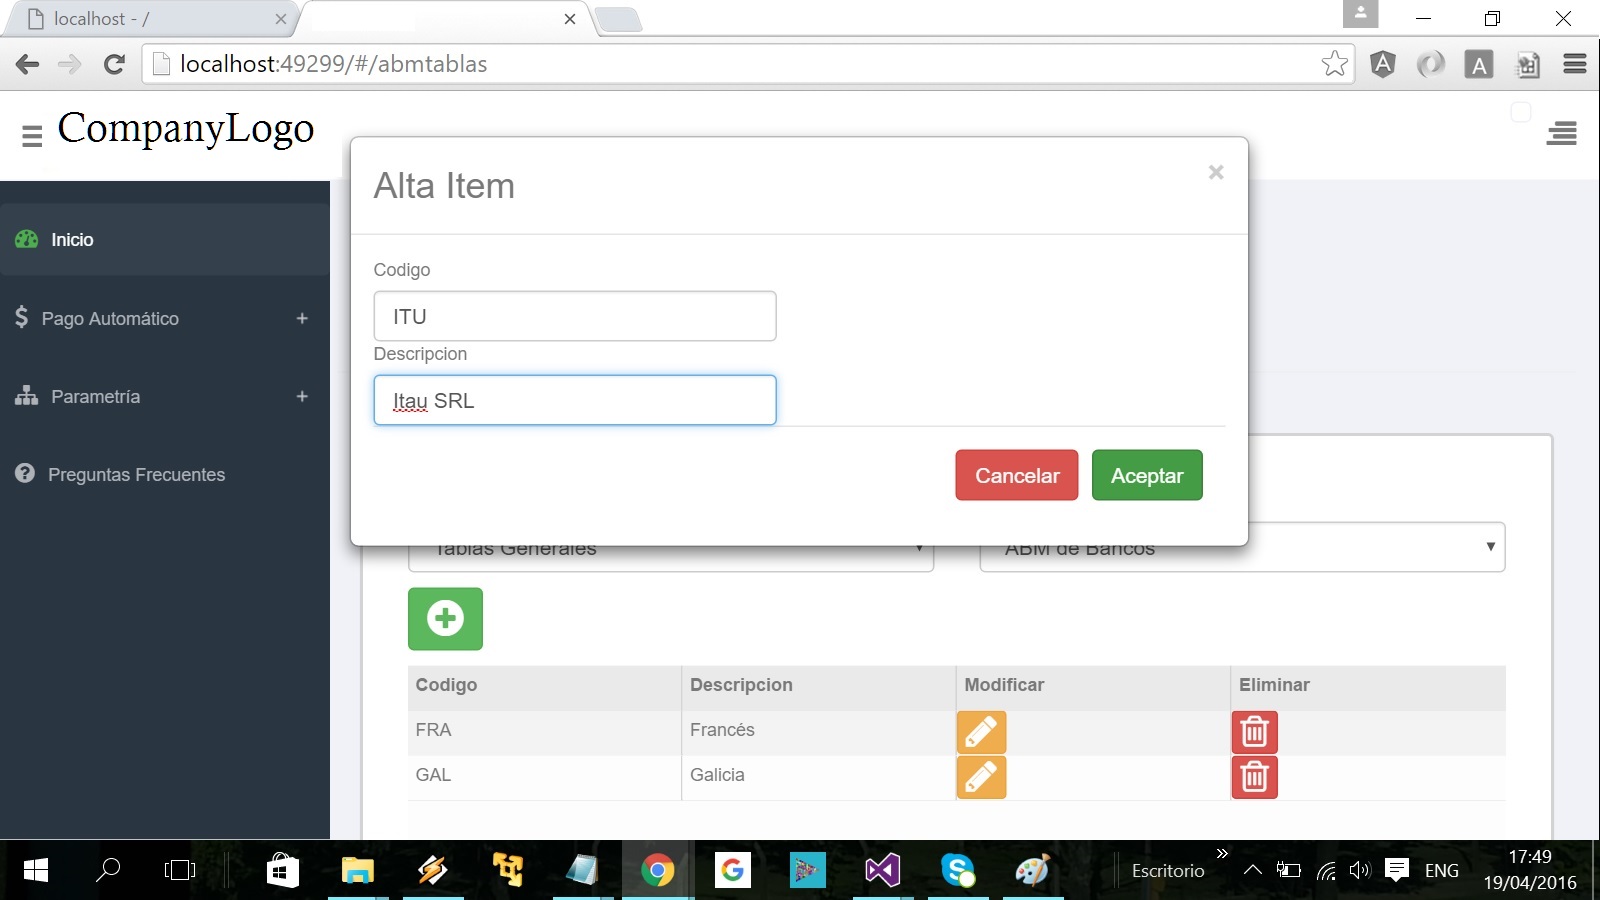 localhost - /
localhost:49299/#/abmtablas
CompanyLogo
Alta Item
Inicio
Codigo
ITU
Pago Automático
Descripcion
Parametría
Itau SRL
Preguntas Frecuentes
Cancelar
Aceptar
Tablas Generales
ABM de Bancos
Codigo Descripcion Modificar Eliminar
FRA Francés
GAL Galicia
Escritorio
ENG
17:49
19/04/2016